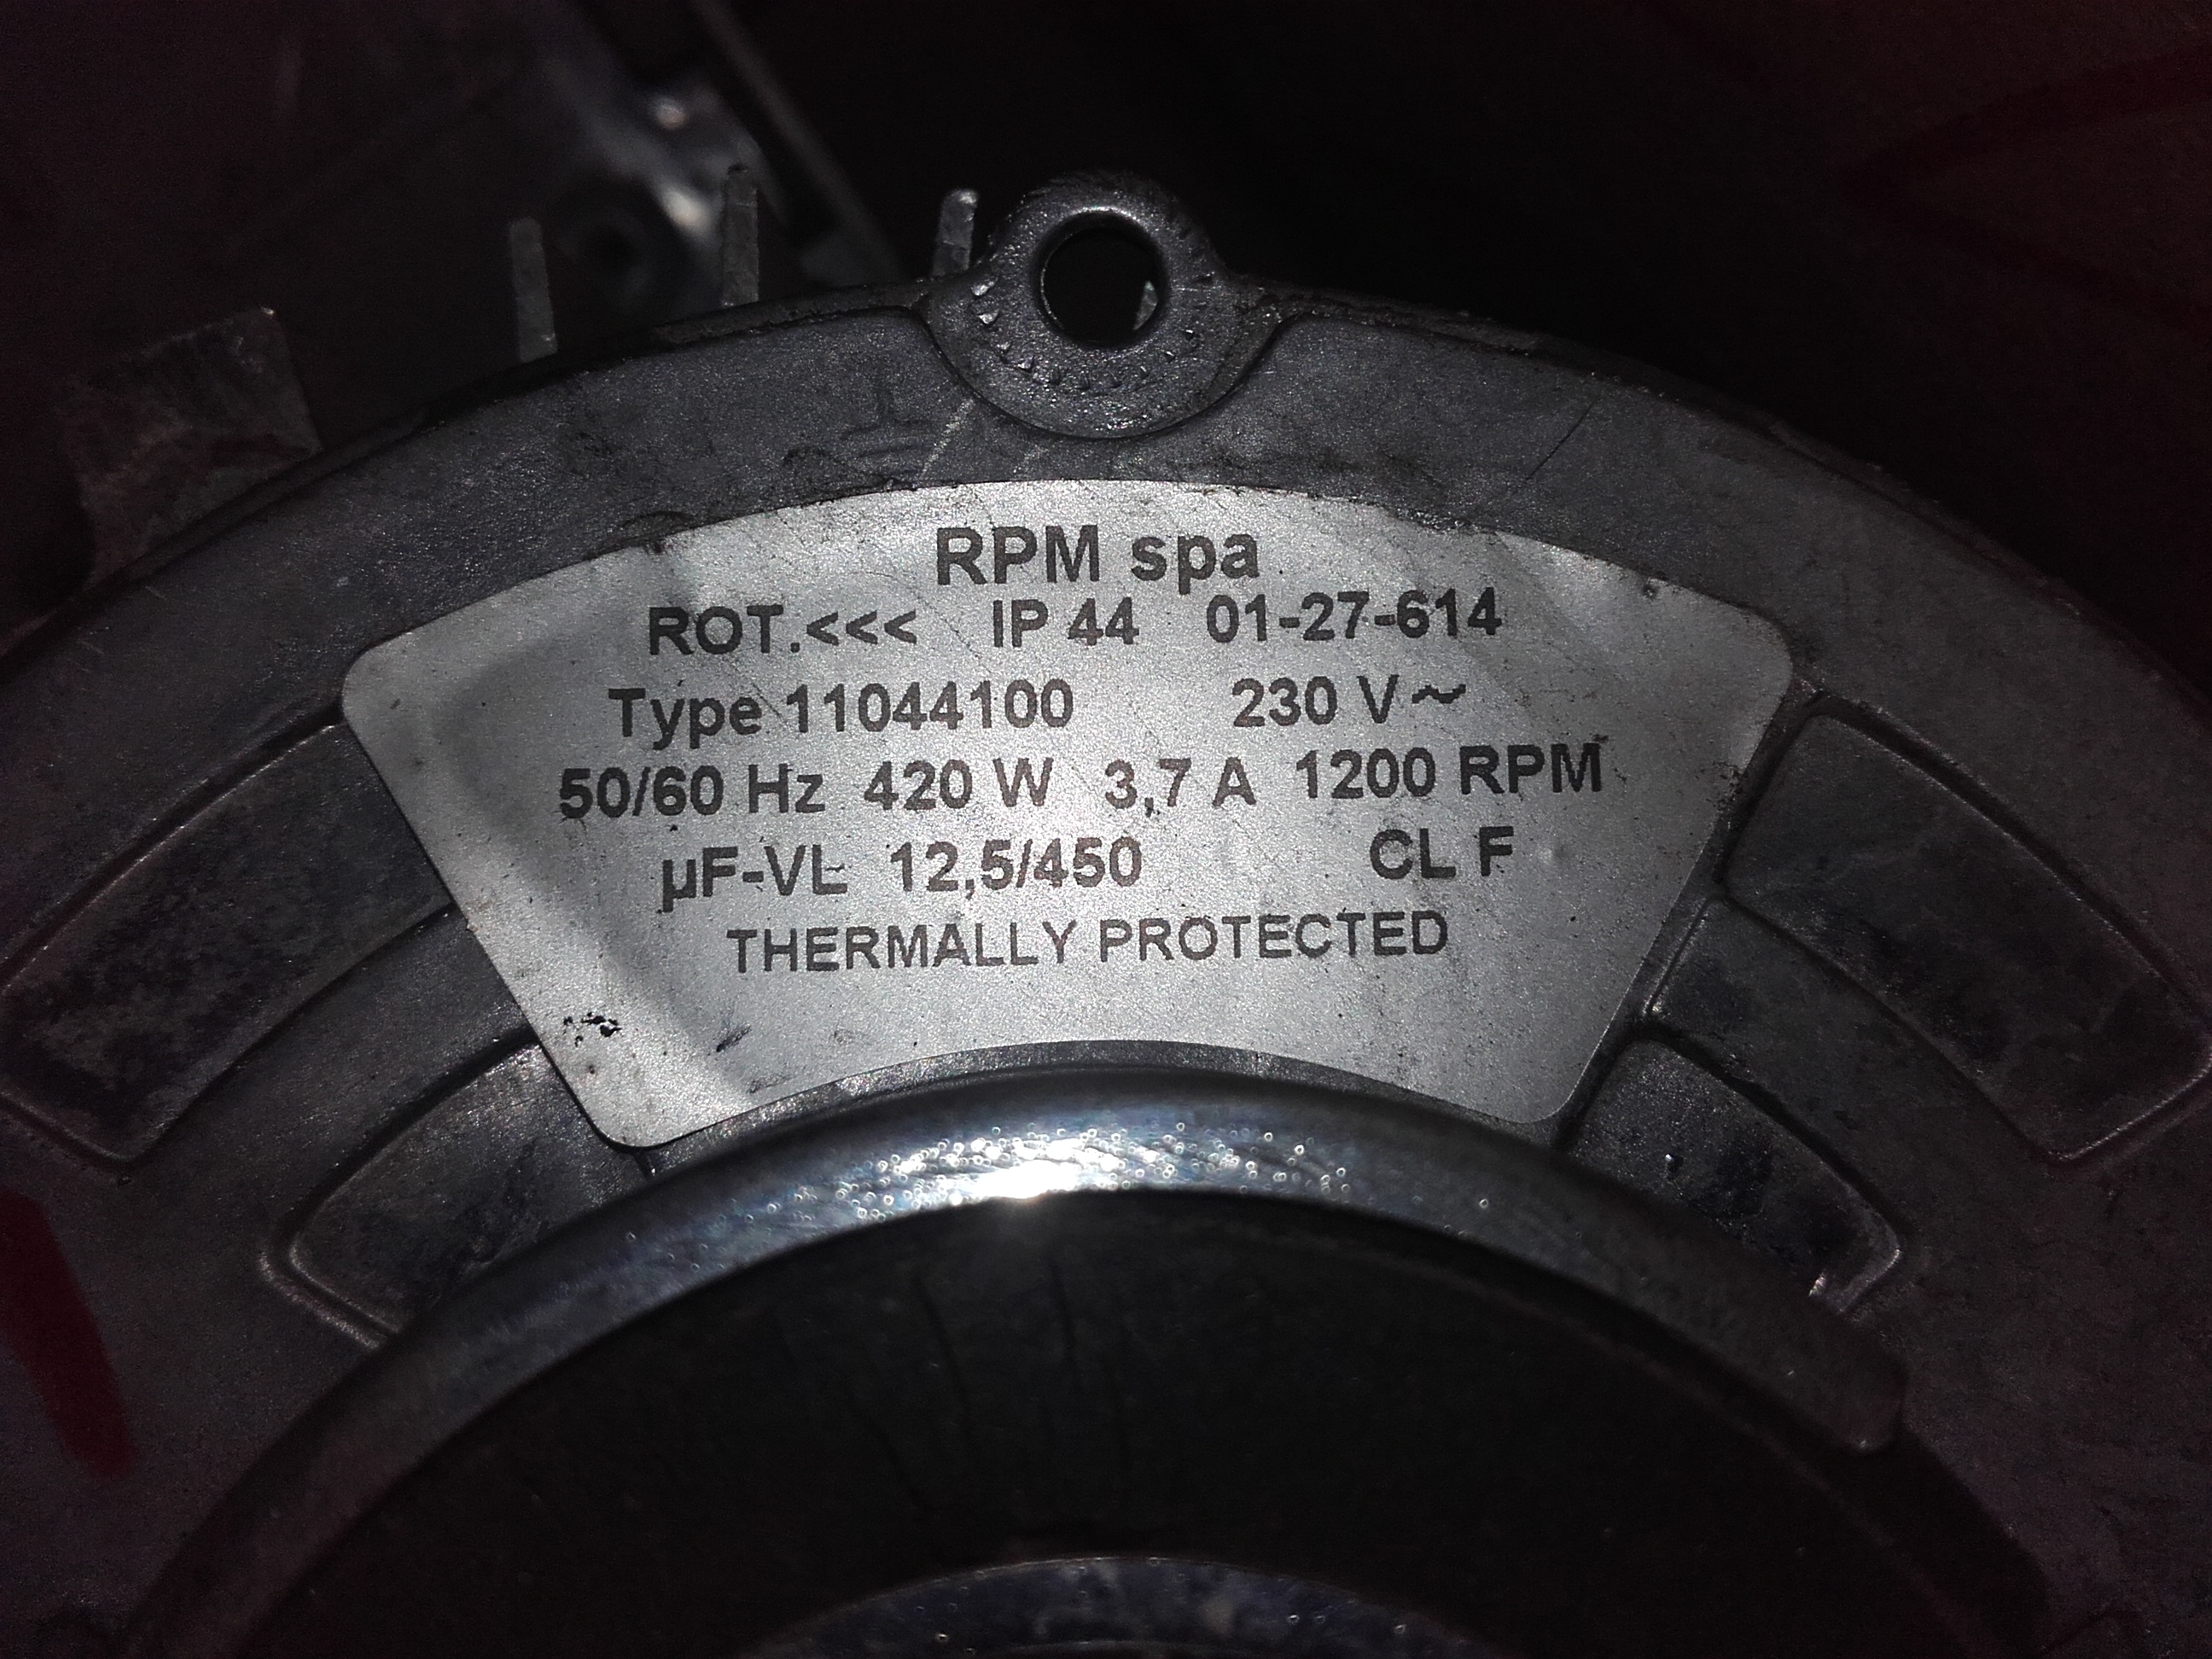 RPM spa
ROT.<<< IP 44 01-27-614
Type 11044100 230 V~
50/60 Hz 420 W 3,7 A 1200 RPM
µF-VL 12,5/450 CL F
THERMALLY PROTECTED